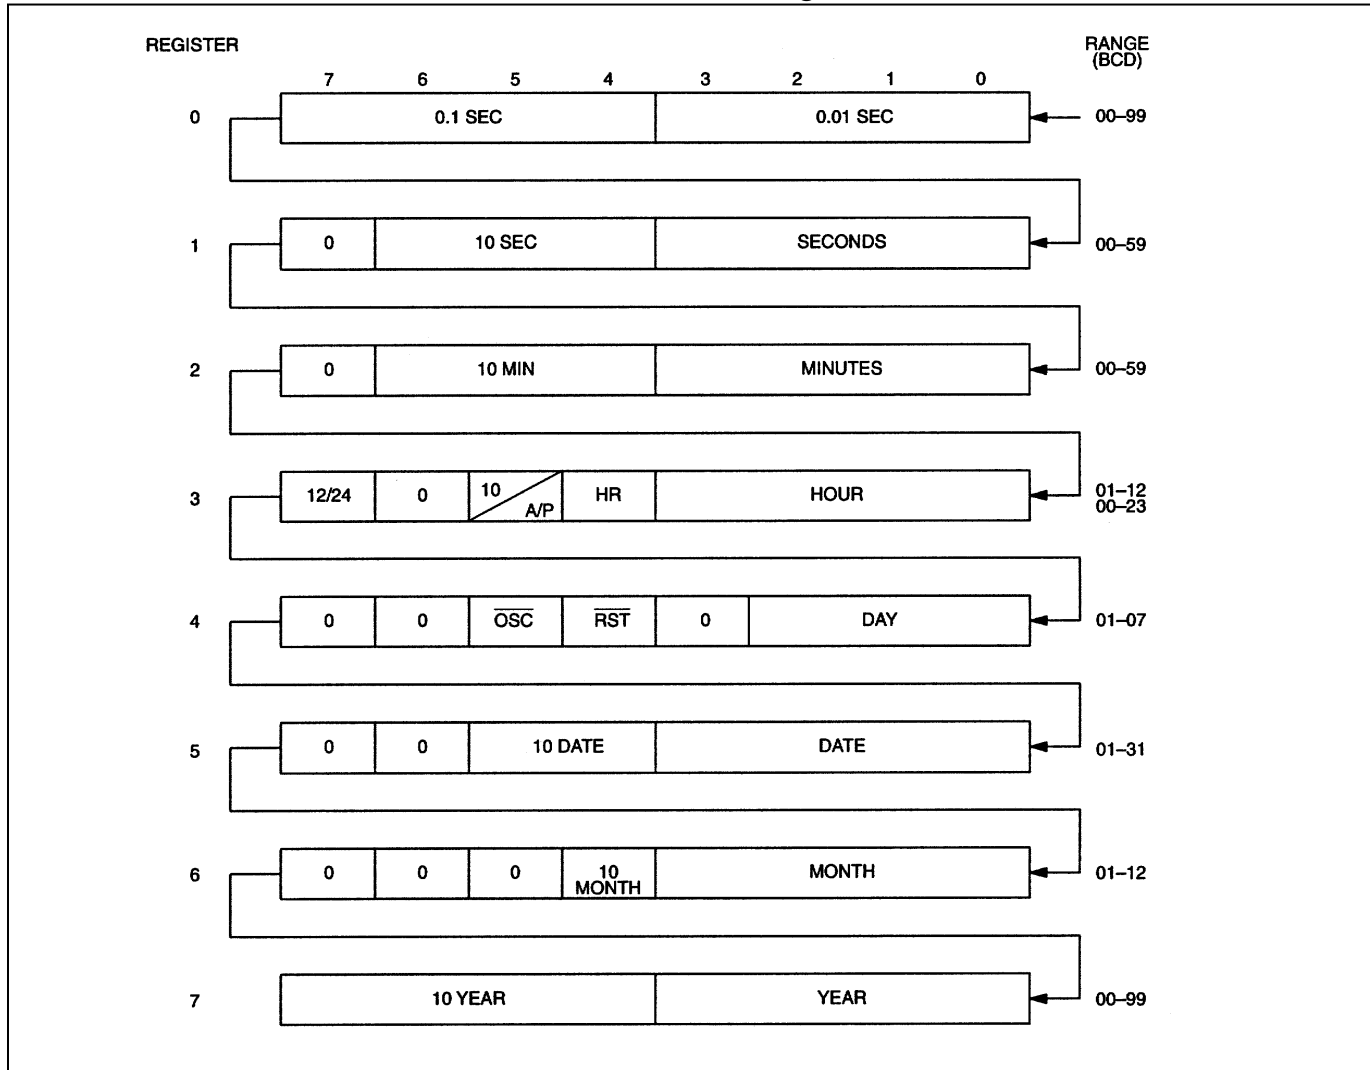 REGISTER
RANGE
(BCD)
7 6 5 4 3 2 1 0
0 0.1 SEC 0.01 SEC 00–99
1 0 10 SEC SECONDS 00–59
2 0 10 MIN MINUTES 00–59
3 12/24 0 10 A/P HR HOUR 01–12
00–23
4 0 0 OSC RST 0 DAY 01–07
5 0 0 10 DATE DATE 01–31
6 0 0 0 10 MONTH MONTH 01–12
7 10 YEAR YEAR 00–99